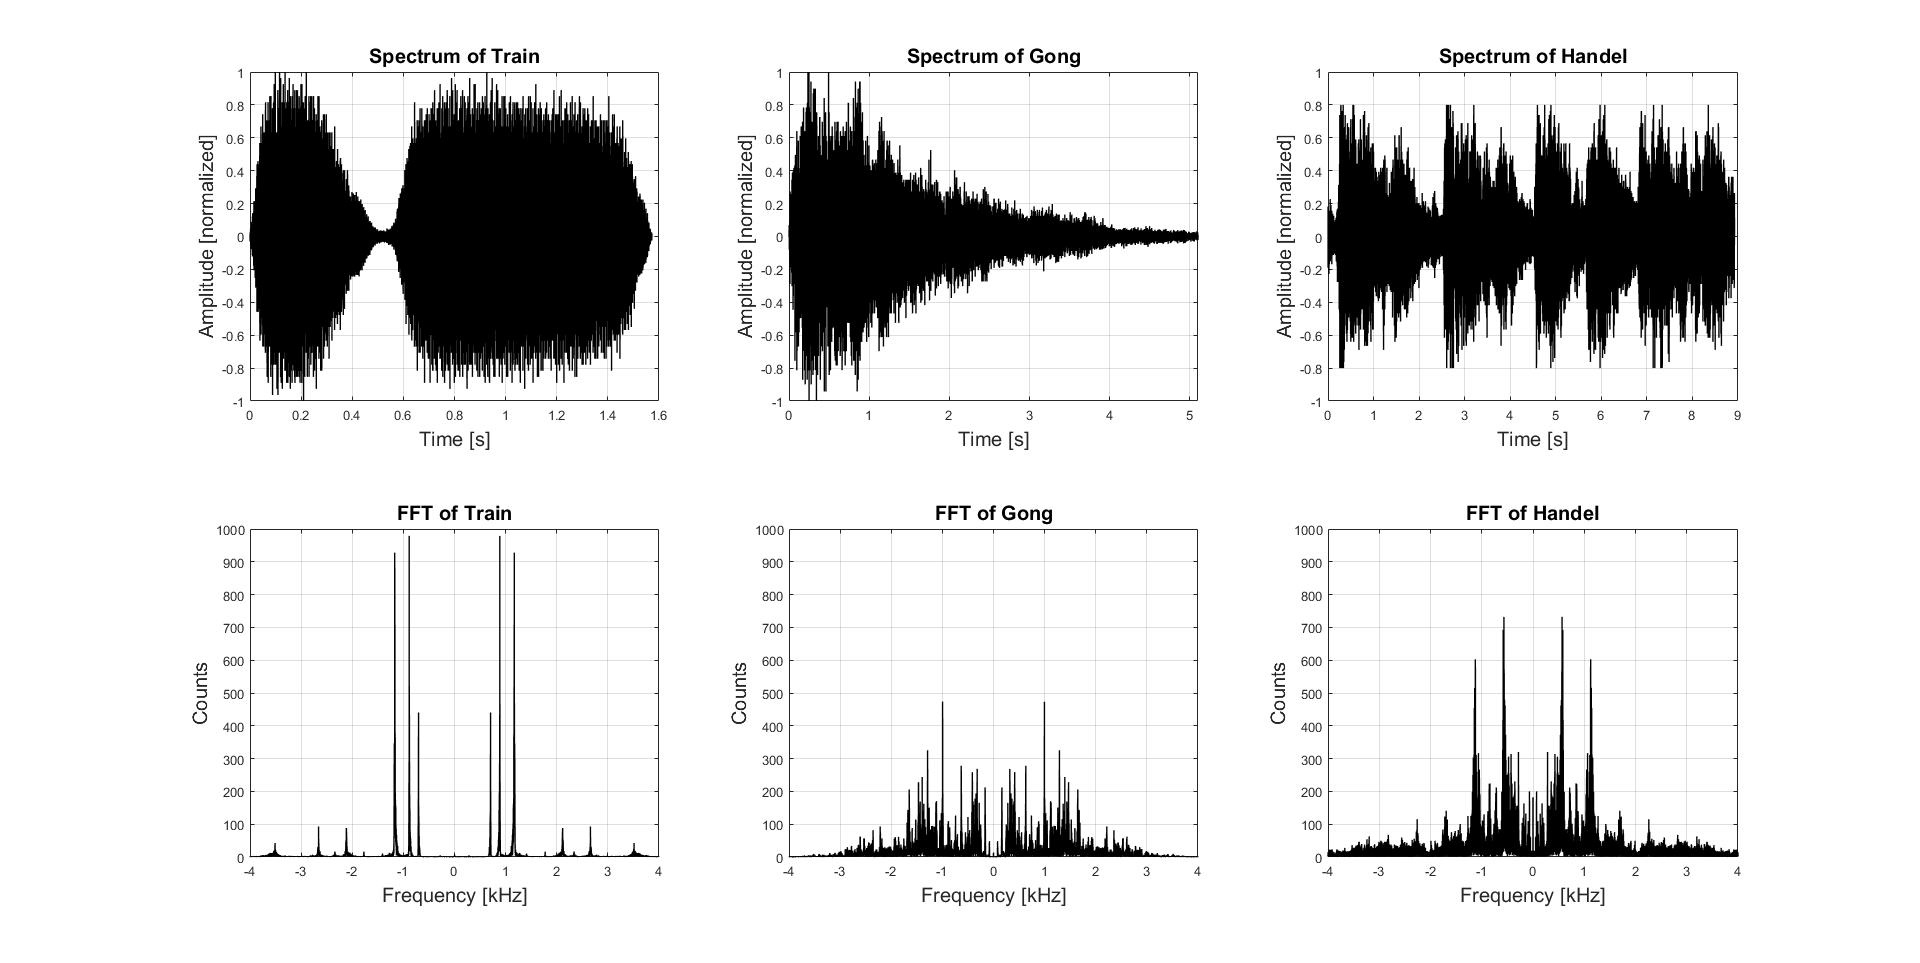 Spectrum of Train
Spectrum of Gong
Spectrum of Handel
1
0.8
0.6
0.4
0.2
0
-0.2
-0.4
-0.6
-0.8
-1
Amplitude [normalized]
0 0.2 0.4 0.6 0.8 1 1.2 1.4 1.6
Time [s]
1
0.8
0.6
0.4
0.2
0
-0.2
-0.4
-0.6
-0.8
-1
Amplitude [normalized]
0 1 2 3 4 5
Time [s]
1
0.8
0.6
0.4
0.2
0
-0.2
-0.4
-0.6
-0.8
-1
Amplitude [normalized]
0 1 2 3 4 5 6 7 8 9
Time [s]
FFT of Train
FFT of Gong
FFT of Handel
1000
900
800
700
600
500
400
300
200
100
0
Counts
-4 -3 -2 -1 0 1 2 3 4
Frequency [kHz]
1000
900
800
700
600
500
400
300
200
100
0
Counts
-4 -3 -2 -1 0 1 2 3 4
Frequency [kHz]
1000
900
800
700
600
500
400
300
200
100
0
Counts
-4 -3 -2 -1 0 1 2 3 4
Frequency [kHz]